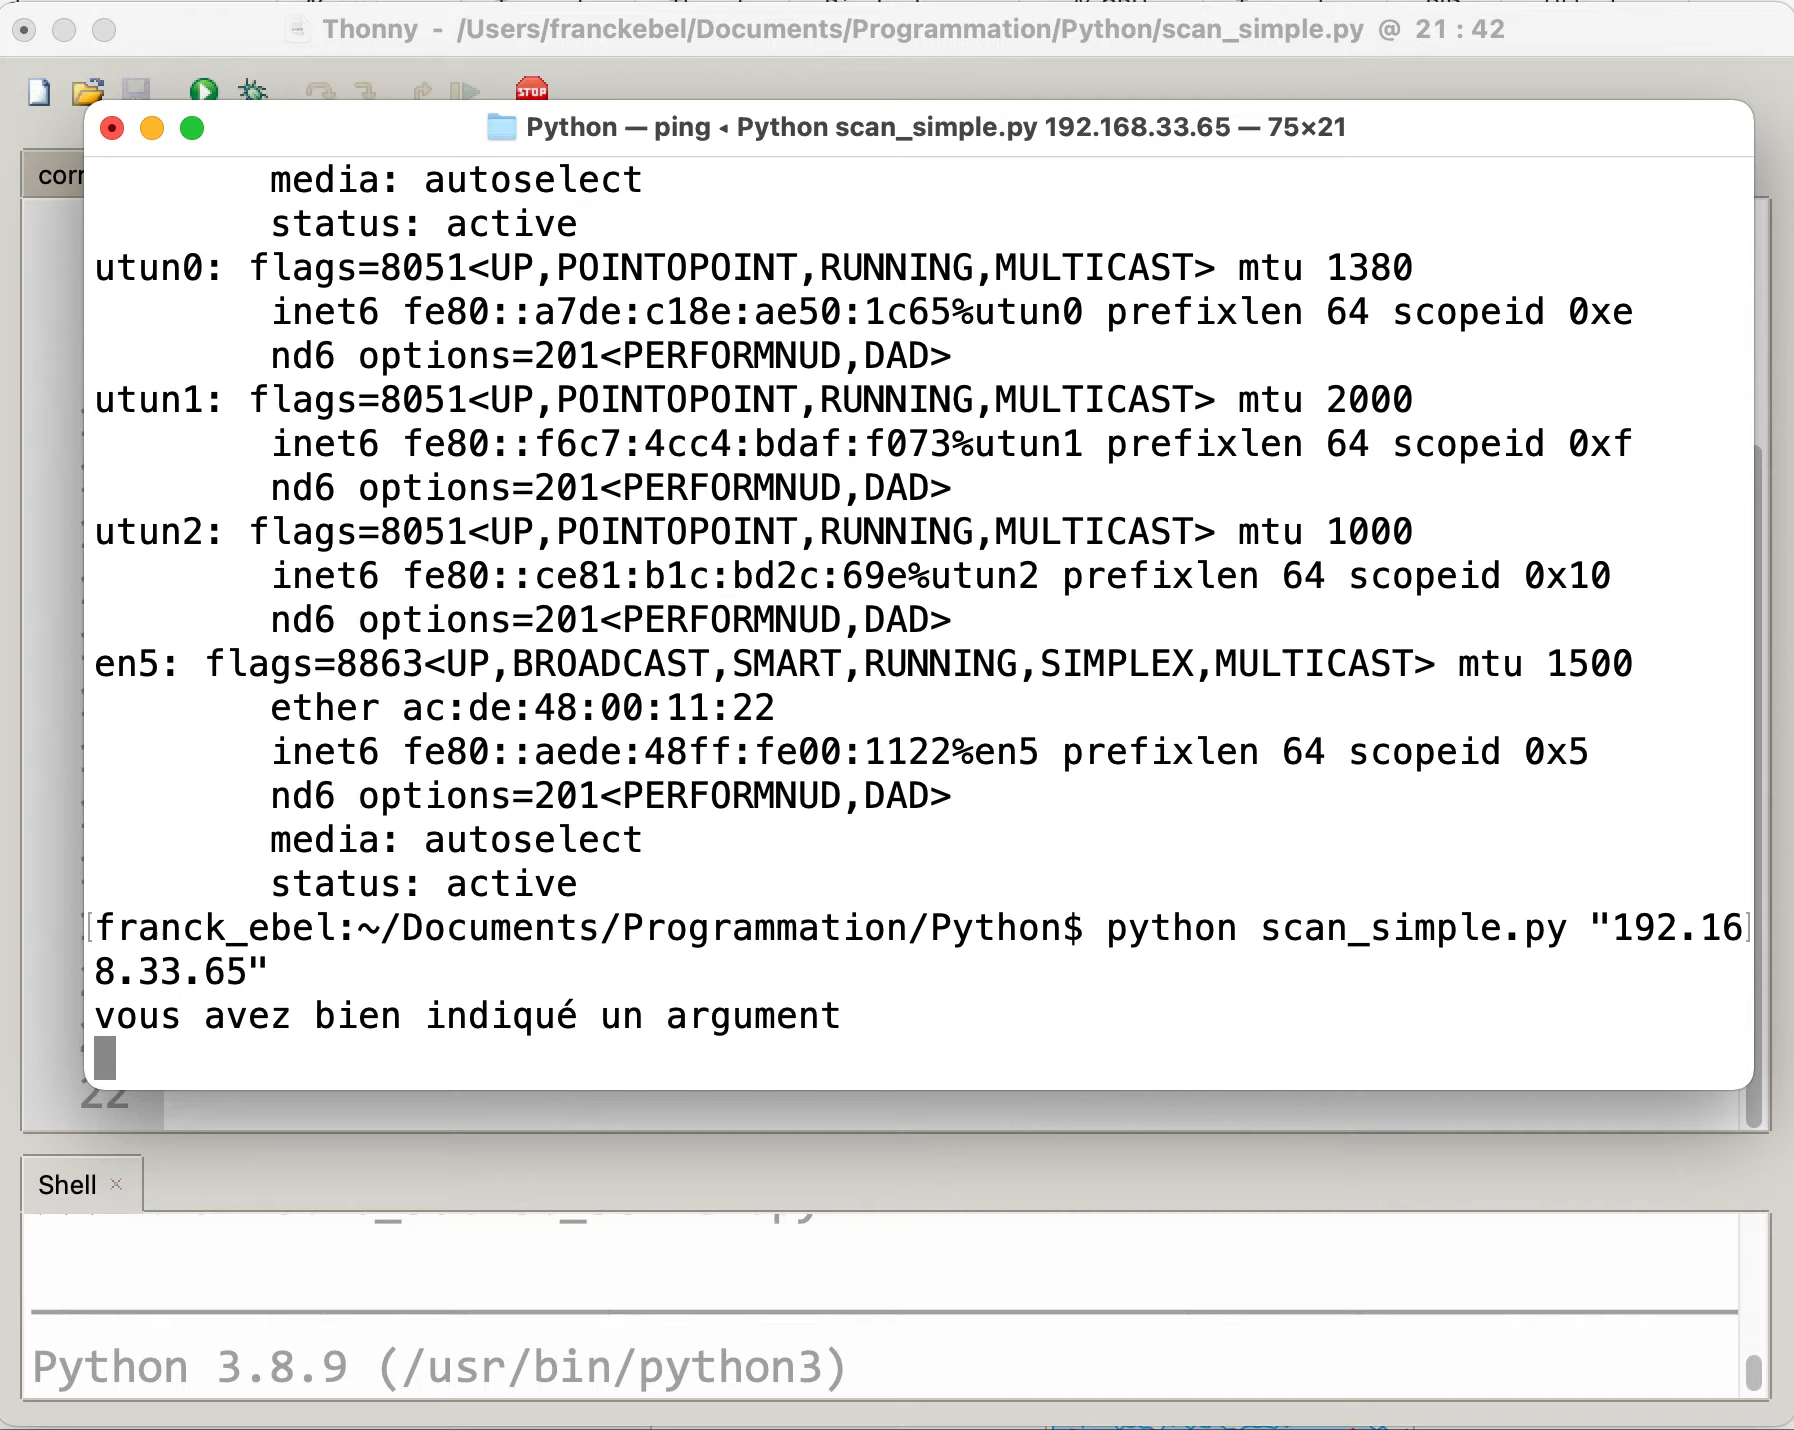 Thonny - /Users/franckebel/Documents/Programmation/Python/scan_simple.py @ 21 : 42
STOP
Python — ping ◂ Python scan_simple.py 192.168.33.65 — 75×21
media: autoselect
status: active
utun0: flags=8051<UP,POINTOPOINT,RUNNING,MULTICAST> mtu 1380
inet6 fe80::a7de:c18e:ae50:1c65%utun0 prefixlen 64 scopeid 0xe
nd6 options=201<PERFORMNUD,DAD>
utun1: flags=8051<UP,POINTOPOINT,RUNNING,MULTICAST> mtu 2000
inet6 fe80::f6c7:4cc4:bdaf:f073%utun1 prefixlen 64 scopeid 0xf
nd6 options=201<PERFORMNUD,DAD>
utun2: flags=8051<UP,POINTOPOINT,RUNNING,MULTICAST> mtu 1000
inet6 fe80::ce81:b1c:bd2c:69e%utun2 prefixlen 64 scopeid 0x10
nd6 options=201<PERFORMNUD,DAD>
en5: flags=8863<UP,BROADCAST,SMART,RUNNING,SIMPLEX,MULTICAST> mtu 1500
ether ac:de:48:00:11:22
inet6 fe80::aede:48ff:fe00:1122%en5 prefixlen 64 scopeid 0x5
nd6 options=201<PERFORMNUD,DAD>
media: autoselect
status: active
[franck_ebel:~/Documents/Programmation/Python$ python scan_simple.py "192.16]
8.33.65"
vous avez bien indiqué un argument
22
Shell
Python 3.8.9 (/usr/bin/python3)